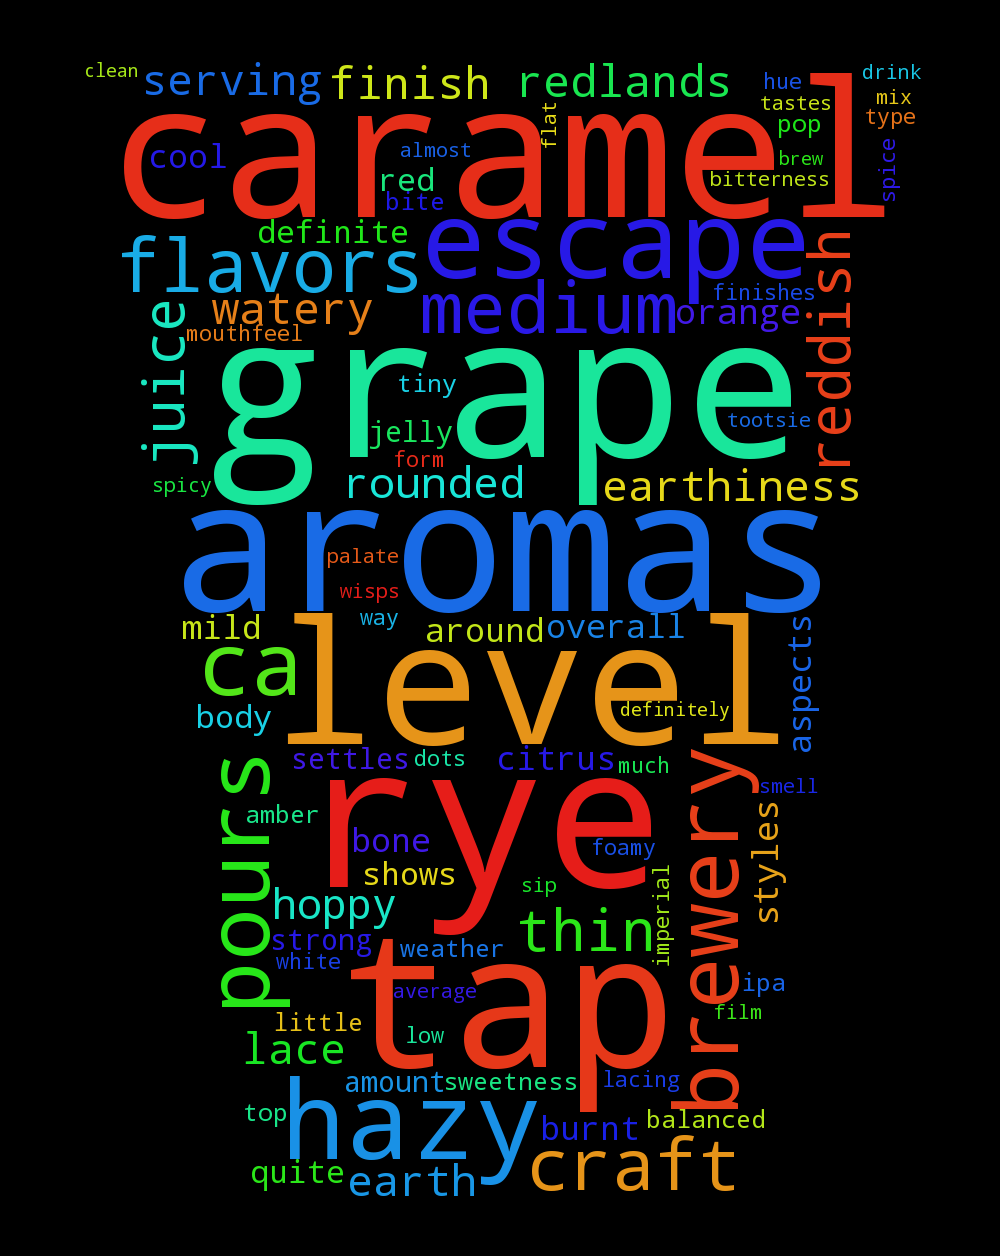 clean
serving
finish
redlands
hue
drink
tastes
mix
flat
pop
type
caramel
cool
almost
brew
spice
red
bitterness
bite
definite
escape
flavors
reddish
medium
finishes
watery
orange
juice
mouthfeel
grape
tiny
tootsie
jelly
form
spicy
rounded
earthiness
aromas
palate
wisps
way
mild
around
overall
aspects
ca
level
body
definitely
settles
dots
citrus
much
pours
rye
brewery
smell
amber
styles
bone
foamy
shows
sip
imperial
hoppy
thin
strong
weather
white
tap
ipa
average
film
little
low
lace
amount
sweetness
lacing
top
hazy
burnt
balanced
craft
quite
earth